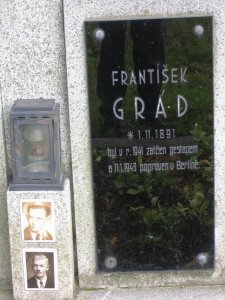 FRANTIŠEK
GRÁD
* 1.11.1891
byl v r. 1941 zatčen gestapem
a 11.1.1943 popraven v Berlíně